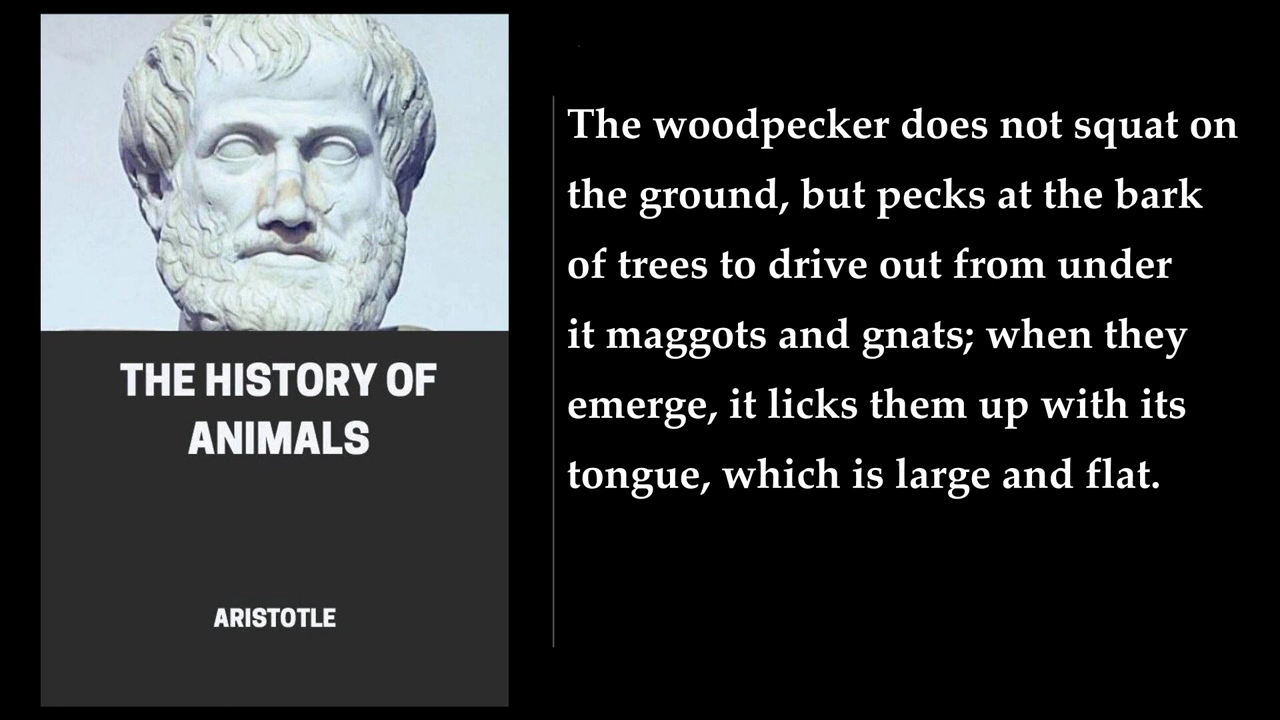 THE HISTORY OF
ANIMALS
ARISTOTLE
The woodpecker does not squat on
the ground, but pecks at the bark
of trees to drive out from under
it maggots and gnats; when they
emerge, it licks them up with its
tongue, which is large and flat.